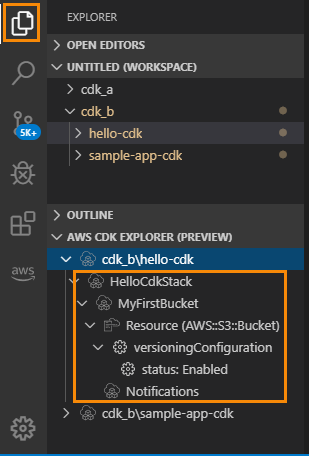 EXPLORER
OPEN EDITORS
UNTITLED (WORKSPACE)
cdk_a
cdk_b
5K+
hello-cdk
sample-app-cdk
OUTLINE
AWS CDK EXPLORER (PREVIEW)
cdk_b\hello-cdk
aws
HelloCdkStack
MyFirstBucket
Resource (AWS::S3::Bucket)
versioningConfiguration
status: Enabled
Notifications
cdk_b\sample-app-cdk